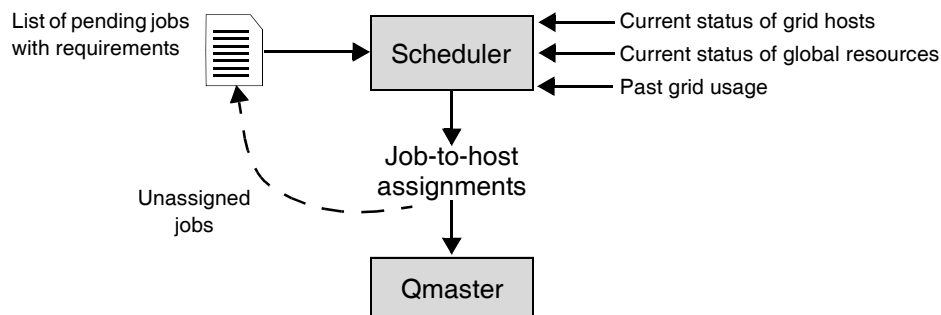 List of pending jobs
with requirements
Scheduler
Current status of grid hosts
Current status of global resources
Past grid usage
Job-to-host
assignments
Unassigned
jobs
Qmaster